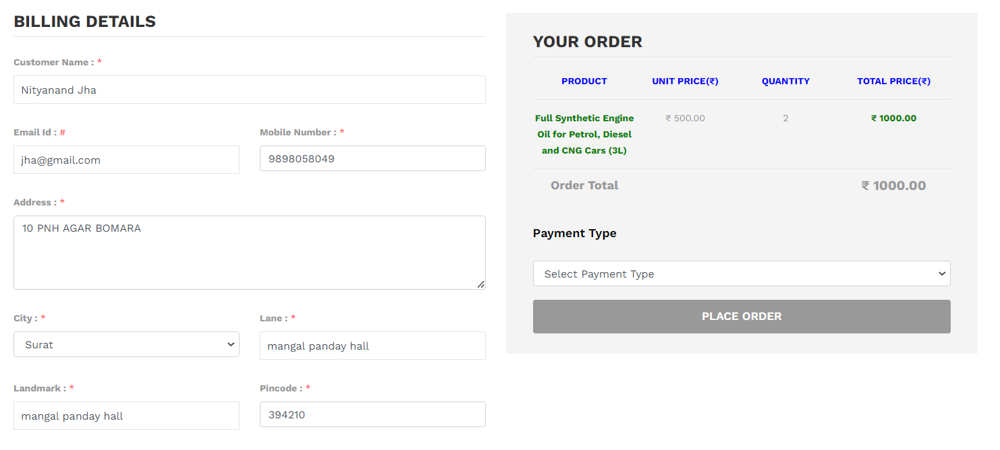 BILLING DETAILS
Customer Name : *
Nityanand Jha
Email Id : #
Mobile Number : *
jha@gmail.com
9898058049
Address : *
10 PNH AGAR BOMARA
City : *
Lane : *
Surat
mangal panday hall
Landmark : *
Pincode : *
mangal panday hall
394210
YOUR ORDER
PRODUCT UNIT PRICE(₹) QUANTITY TOTAL PRICE(₹)
Full Synthetic Engine ₹ 500.00 2 ₹ 1000.00
Oil for Petrol, Diesel
and CNG Cars (3L)
Order Total ₹ 1000.00
Payment Type
Select Payment Type
PLACE ORDER